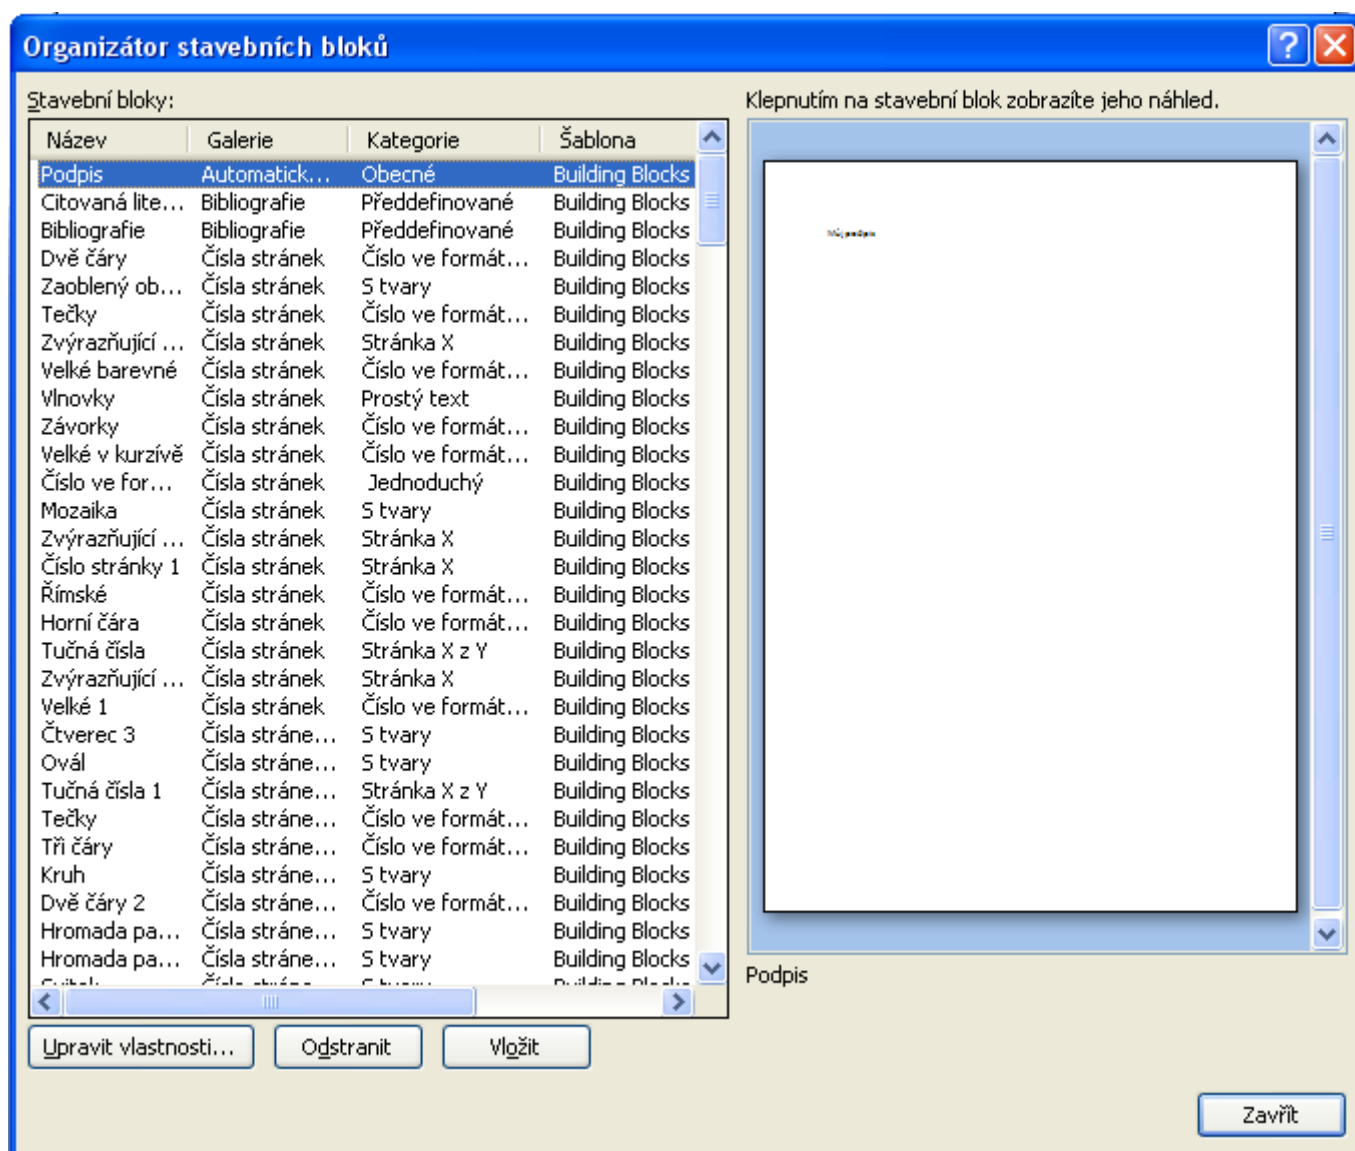 Organizátor stavebních bloků
Stavební bloky:
Klepnutím na stavební blok zobrazíte jeho náhled.
Název Galerie Kategorie Šablona
Podpis Automatick... Obecné Building Blocks
Citovaná lite... Bibliografie Předdefinované Building Blocks
Bibliografie Bibliografie Předdefinované Building Blocks
Dvě čáry Čísla stránek Číslo ve formát... Building Blocks
Zaoblený ob... Čísla stránek S tvary Building Blocks
Tečky Čísla stránek Číslo ve formát... Building Blocks
Zvýrazňující ... Čísla stránek Stránka X Building Blocks
Velké barevné Čísla stránek Číslo ve formát... Building Blocks
Vlnovky Čísla stránek Prostý text Building Blocks
Závorky Čísla stránek Číslo ve formát... Building Blocks
Velké v kurzívě Čísla stránek Číslo ve formát... Building Blocks
Číslo ve for... Čísla stránek Jednoduchý Building Blocks
Mozaika Čísla stránek S tvary Building Blocks
Zvýrazňující ... Čísla stránek Stránka X Building Blocks
Číslo stránky 1 Čísla stránek Stránka X Building Blocks
Římské Čísla stránek Číslo ve formát... Building Blocks
Horní čára Čísla stránek Číslo ve formát... Building Blocks
Tučná čísla Čísla stránek Stránka X z Y Building Blocks
Zvýrazňující ... Čísla stránek Stránka X Building Blocks
Velké 1 Čísla stránek Číslo ve formát... Building Blocks
Čtverec 3 Čísla stráne... S tvary Building Blocks
Ovál Čísla stráne... S tvary Building Blocks
Tučná čísla 1 Čísla stráne... Stránka X z Y Building Blocks
Tečky Čísla stráne... Číslo ve formát... Building Blocks
Tři čáry Čísla stráne... Číslo ve formát... Building Blocks
Kruh Čísla stráne... S tvary Building Blocks
Dvě čáry 2 Čísla stráne... Číslo ve formát... Building Blocks
Hromada pa... Čísla stráne... S tvary Building Blocks
Hromada pa... Čísla stráne... S tvary Building Blocks
Můj podpis
Podpis
Upravit vlastnosti... Odstranit Vložit
Zavřít